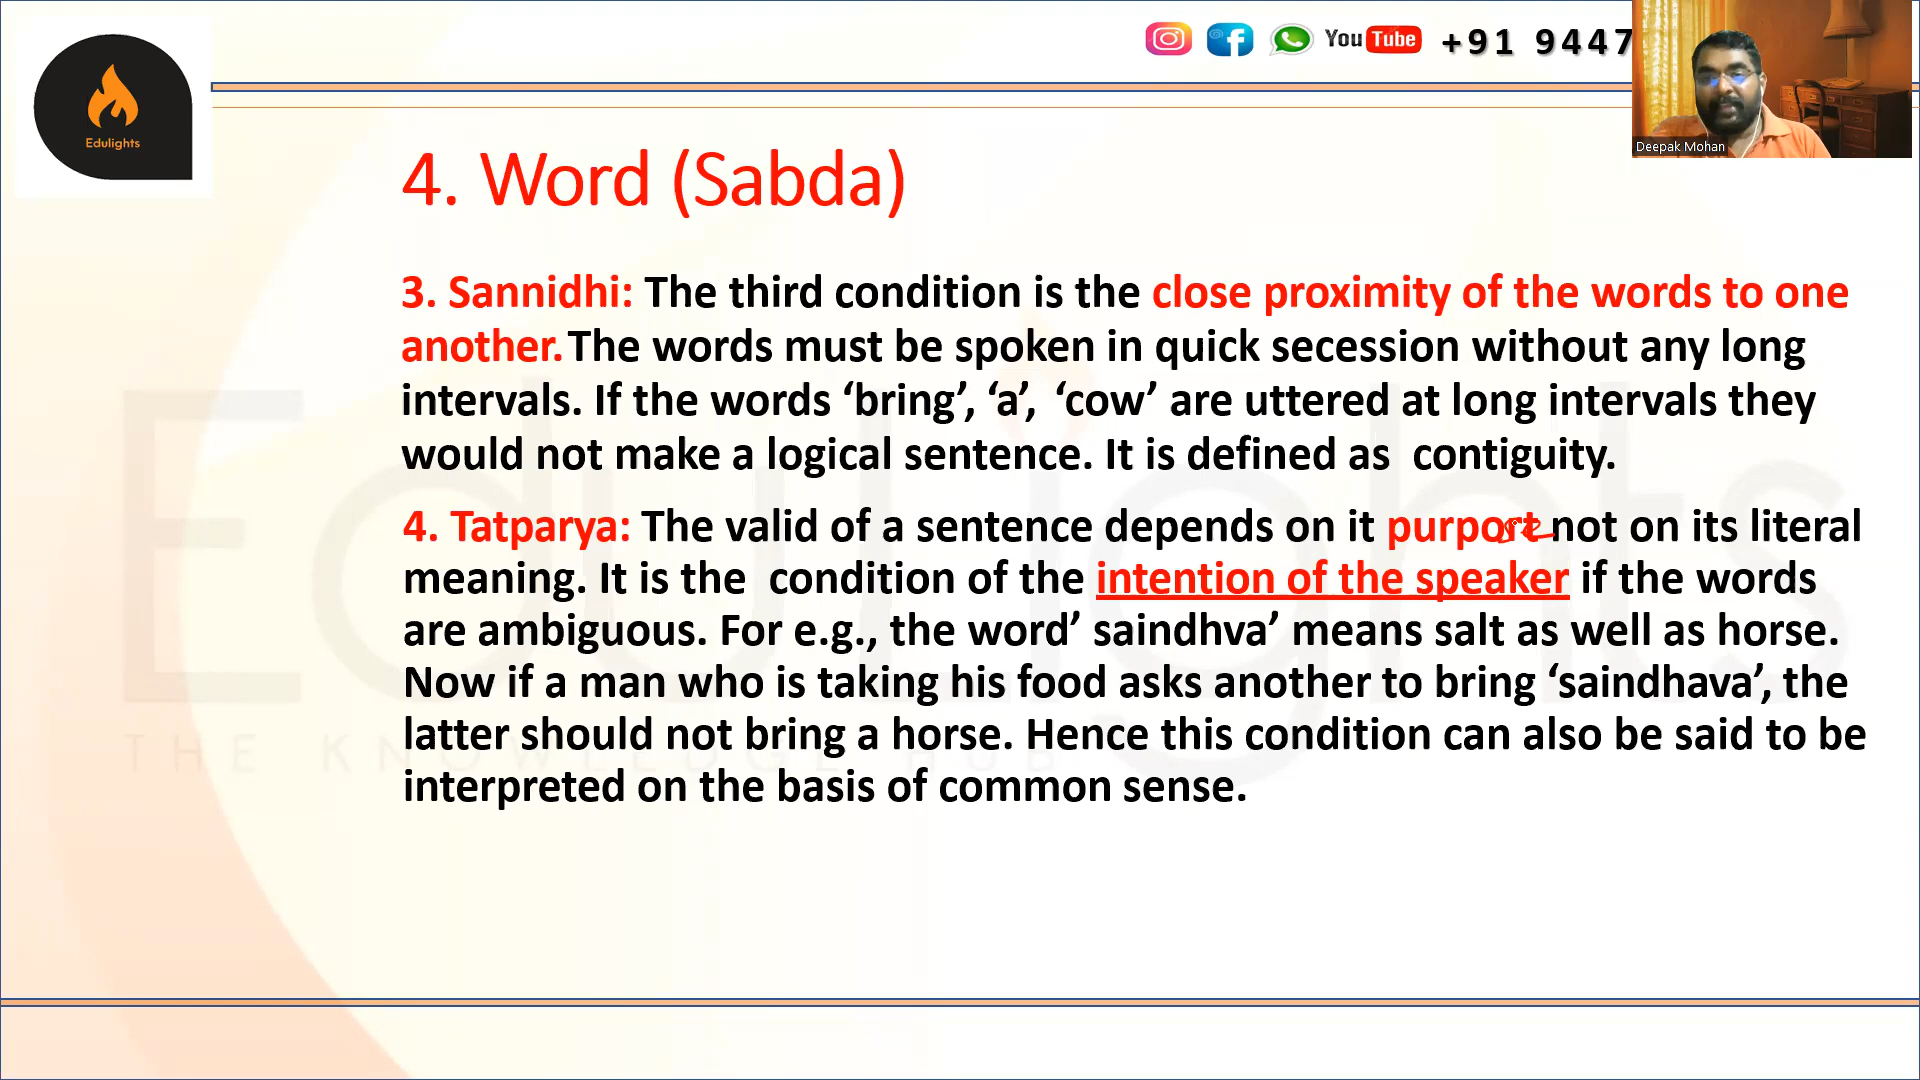 You Tube +91 9447
Edulights
Deepak Mohan
4. Word (Sabda)
3. Sannidhi: The third condition is the close proximity of the words to one
another. The words must be spoken in quick secession without any long
intervals. If the words ‘bring’, ‘a’, ‘cow’ are uttered at long intervals they
would not make a logical sentence. It is defined as contiguity.
4. Tatparya: The valid of a sentence depends on it purport not on its literal
meaning. It is the condition of the intention of the speaker if the words
are ambiguous. For e.g., the word’ saindhva’ means salt as well as horse.
Now if a man who is taking his food asks another to bring ‘saindhava’, the
latter should not bring a horse. Hence this condition can also be said to be
interpreted on the basis of common sense.
EduLights
THE KNOWLEDGE HUB